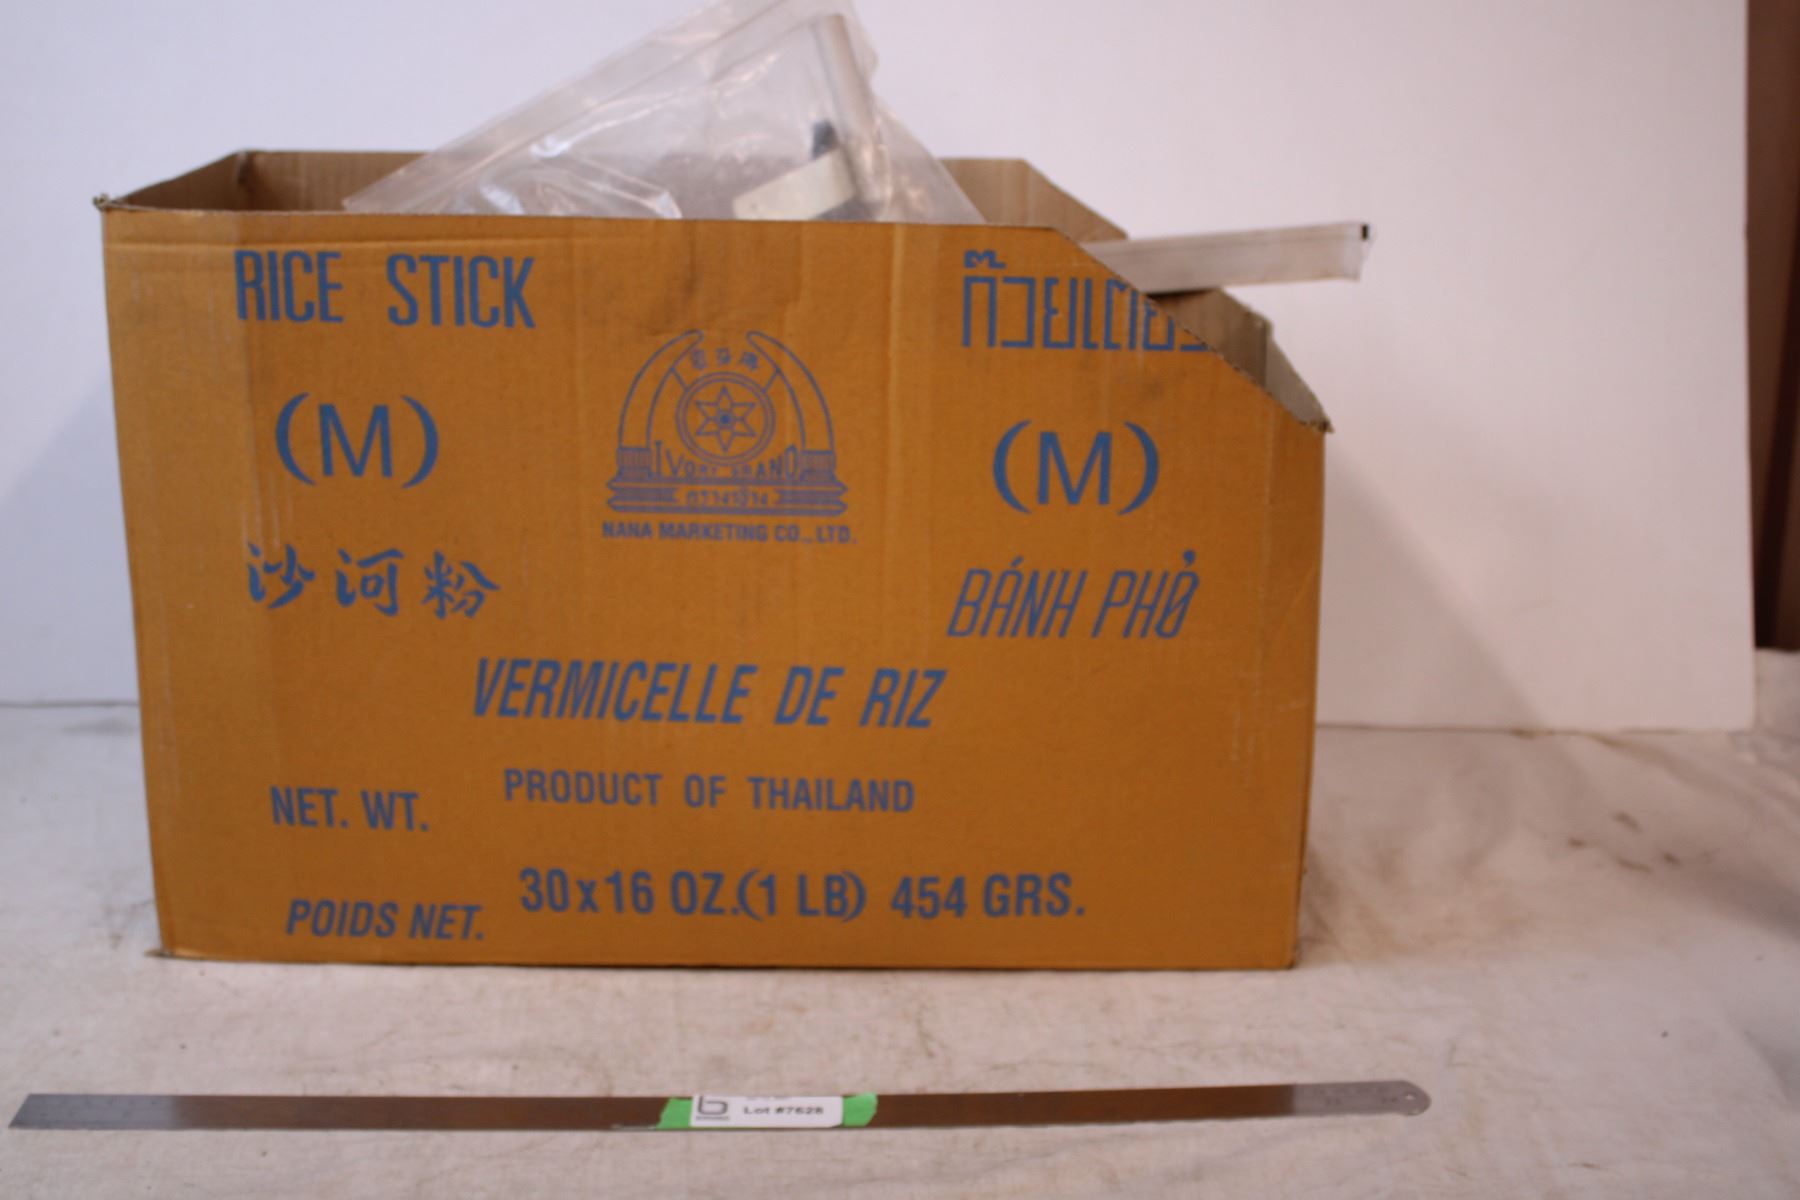 RICE STICK
ก๋วยเตี๋ยว
(M)
(M)
IVORY BRAND
NANA MARKETING CO., LTD.
沙河粉
BÁNH PHỞ
VERMICELLE DE RIZ
PRODUCT OF THAILAND
NET. WT.
30x16 OZ.(1 LB) 454 GRS.
POIDS NET.
Lot #7628